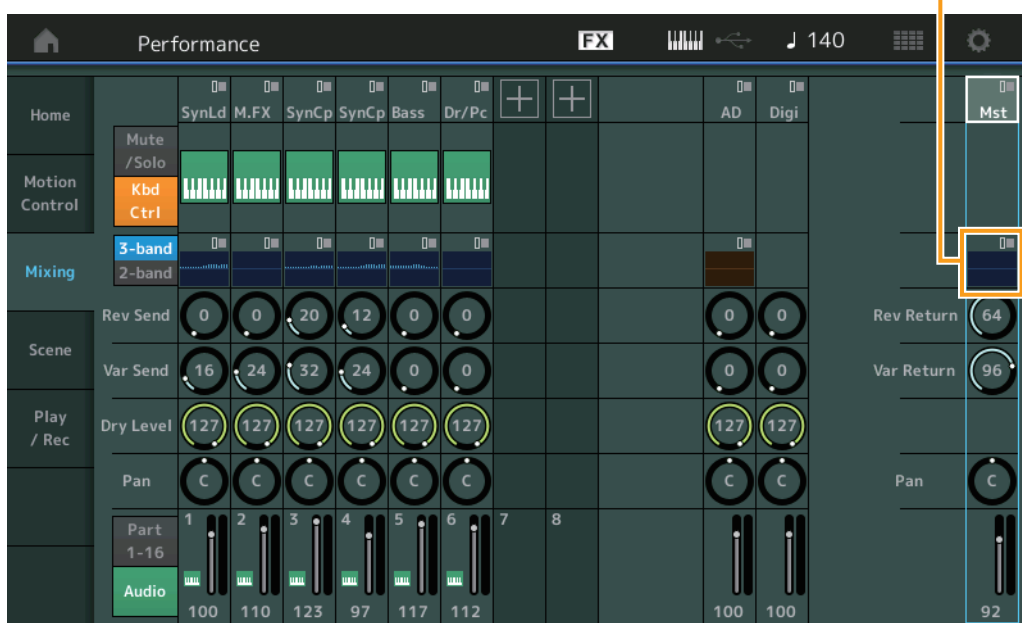 Performance FX 140
Home
SynLd M.FX SynCp SynCp Bass Dr/Pc AD Digi Mst
Mute
/Solo
Motion
Control
Kbd
Ctrl
Mixing
3-band
2-band
Rev Send 0 0 20 12 0 0 0 0 Rev Return 64
Scene
Var Send 16 24 32 24 0 0 0 0 Var Return 96
Play
/ Rec
Dry Level 127 127 127 127 127 127 127 127
Pan C C C C C C C C Pan C
Part
1-16
1 2 3 4 5 6 7 8
Audio
100 110 123 97 117 112 100 100 92